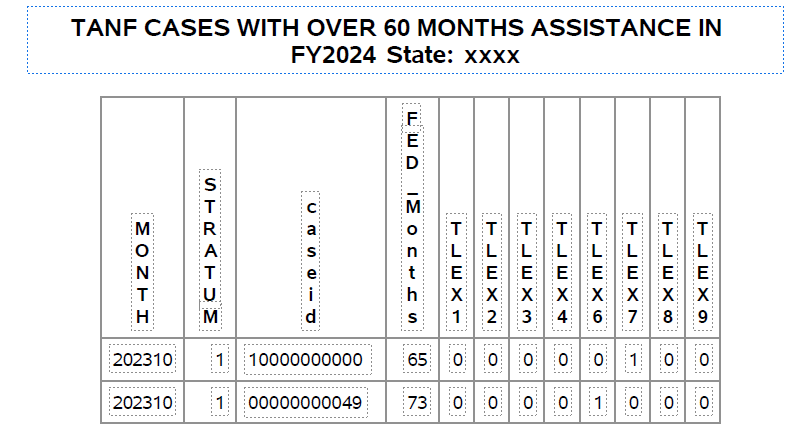 TANF CASES WITH OVER 60 MONTHS ASSISTANCE IN
FY2024 State: xxxx
MONTH STRATUM caseid FED_Months TLEX1 TLEX2 TLEX3 TLEX4 TLEX6 TLEX7 TLEX8 TLEX9
202310 1 10000000000 65 0 0 0 0 0 1 0 0
202310 1 00000000049 73 0 0 0 0 1 0 0 0